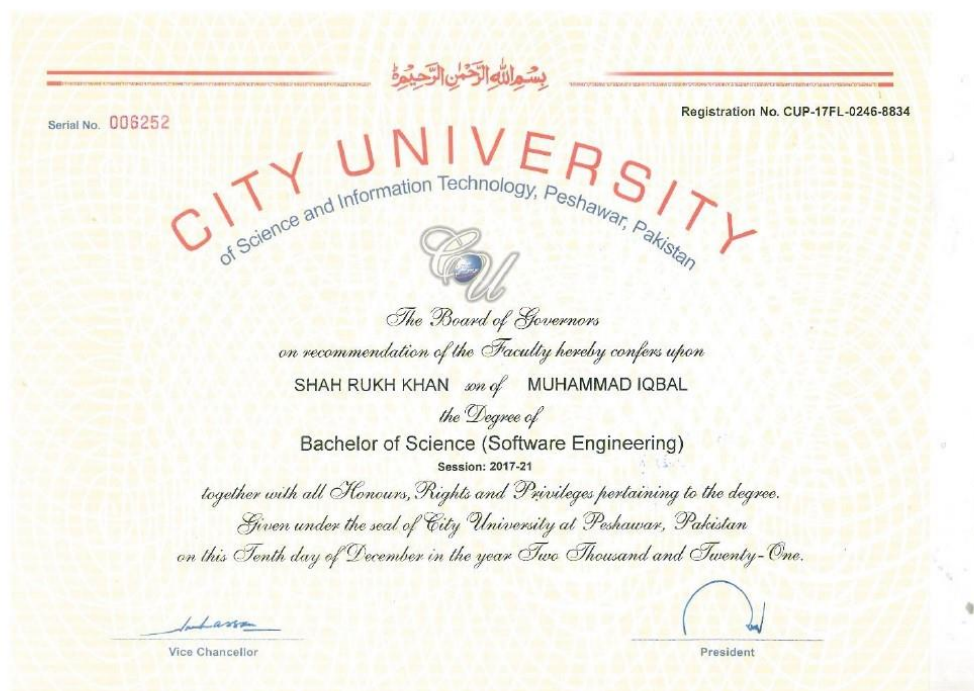 بسم الله الرحمن الرحيم
Registration No. CUP-17FL-0246-8834
Serial No. 006252
CITY UNIVERSITY
of Science and Information Technology, Peshawar, Pakistan
CU
The Board of Governors
on recommendation of the Faculty hereby confers upon
SHAH RUKH KHAN son of MUHAMMAD IQBAL
the Degree of
Bachelor of Science (Software Engineering)
Session: 2017-21
together with all Honours, Rights and Privileges pertaining to the degree.
Given under the seal of City University at Peshawar, Pakistan
on this Tenth day of December in the year Two Thousand and Twenty-One.
Vice Chancellor
President